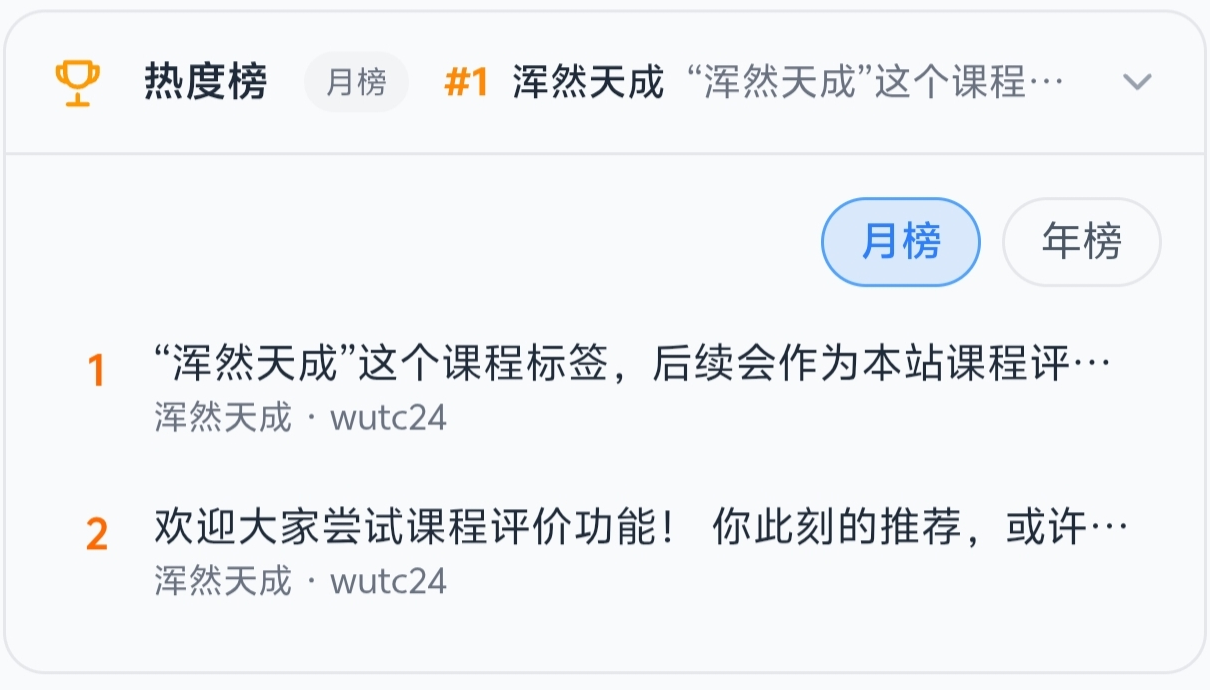 热度榜 月榜 #1 浑然天成 “浑然天成”这个课程…
月榜 年榜
1 “浑然天成”这个课程标签，后续会作为本站课程评…
浑然天成 · wutc24
2 欢迎大家尝试课程评价功能！ 你此刻的推荐，或许…
浑然天成 · wutc24